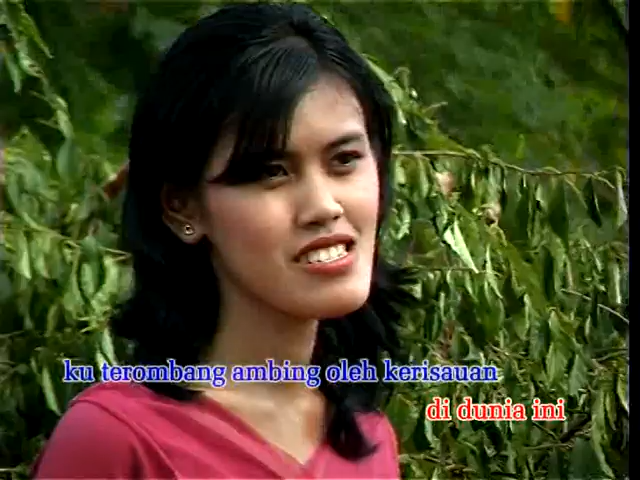 ku terombang ambing oleh kerisauan
di dunia ini